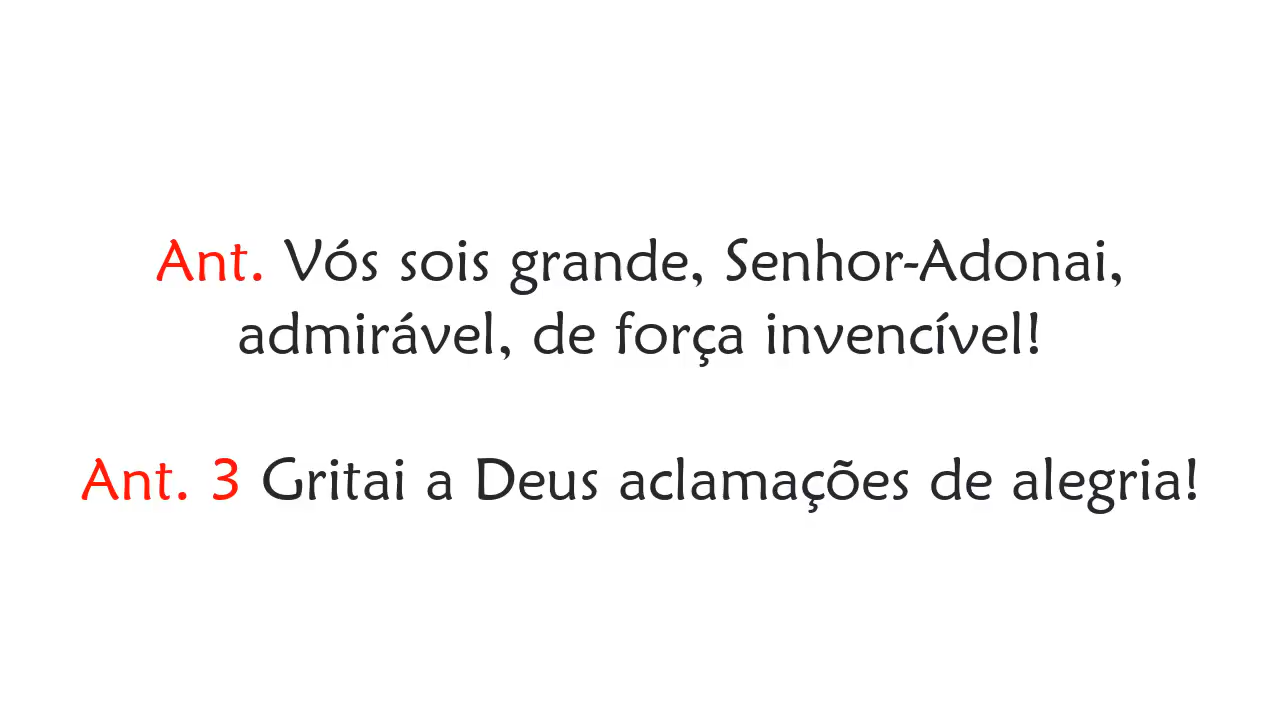 Ant. Vós sois grande, Senhor-Adonai,
admirável, de força invencível!
Ant. 3 Gritai a Deus aclamações de alegria!